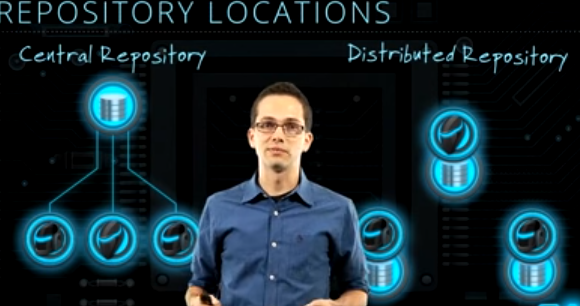 REPOSITORY LOCATIONS
Central Repository
Distributed Repository